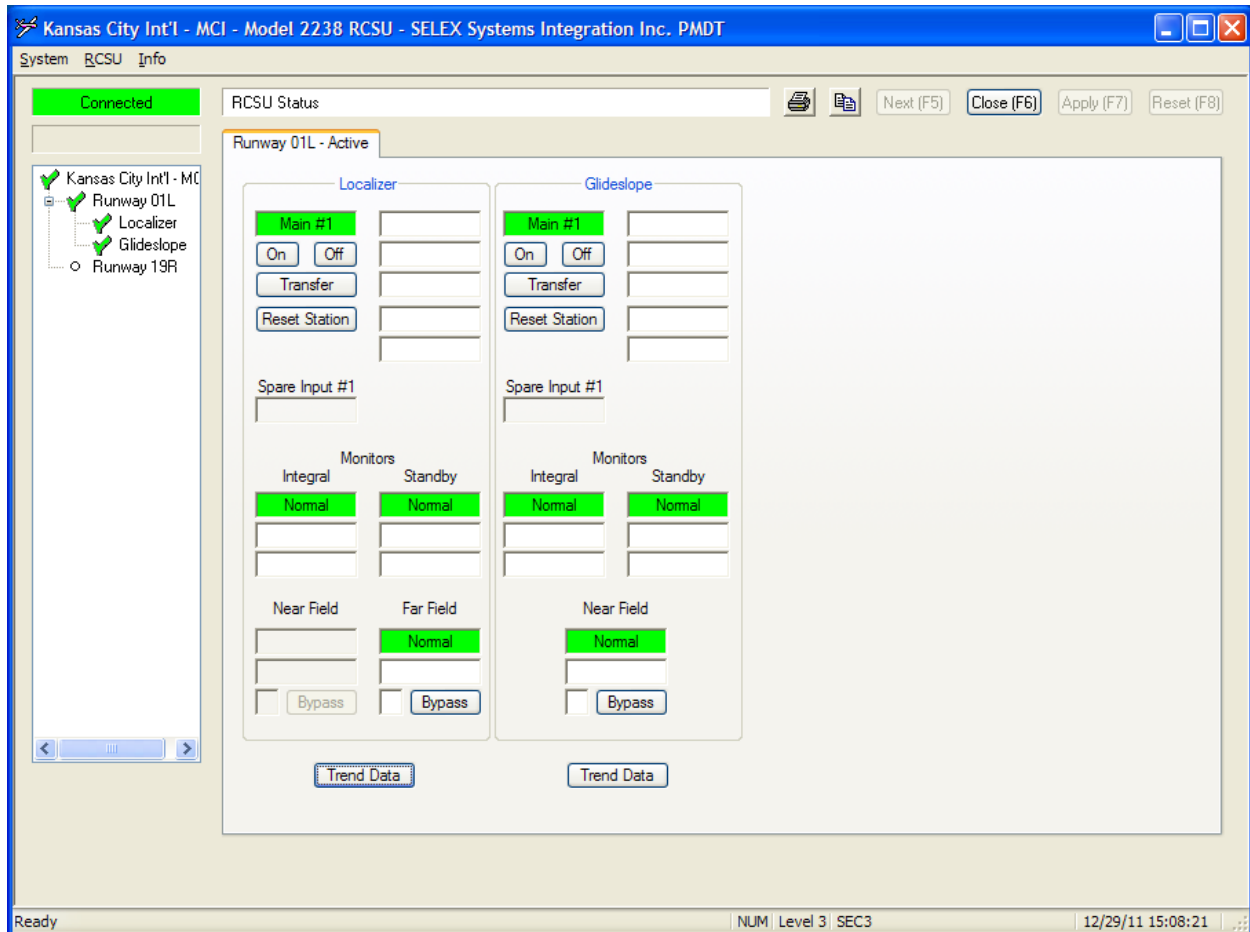 Kansas City Int'l - MCI - Model 2238 RCSU - SELEX Systems Integration Inc. PMDT
System RCSU Info
Connected
RCSU Status
Next (F5) Close (F6) Apply (F7) Reset (F8)
Runway 01L - Active
Kansas City Int'l - MC
Runway 01L
Localizer
Glideslope
Runway 19R
Localizer
Main #1
On Off
Transfer
Reset Station
Spare Input #1
Monitors
Integral Standby
Normal Normal
Near Field Far Field
Normal
Bypass Bypass
Trend Data
Glideslope
Main #1
On Off
Transfer
Reset Station
Spare Input #1
Monitors
Integral Standby
Normal Normal
Near Field
Normal
Bypass
Trend Data
Ready NUM Level 3 SEC3 12/29/11 15:08:21